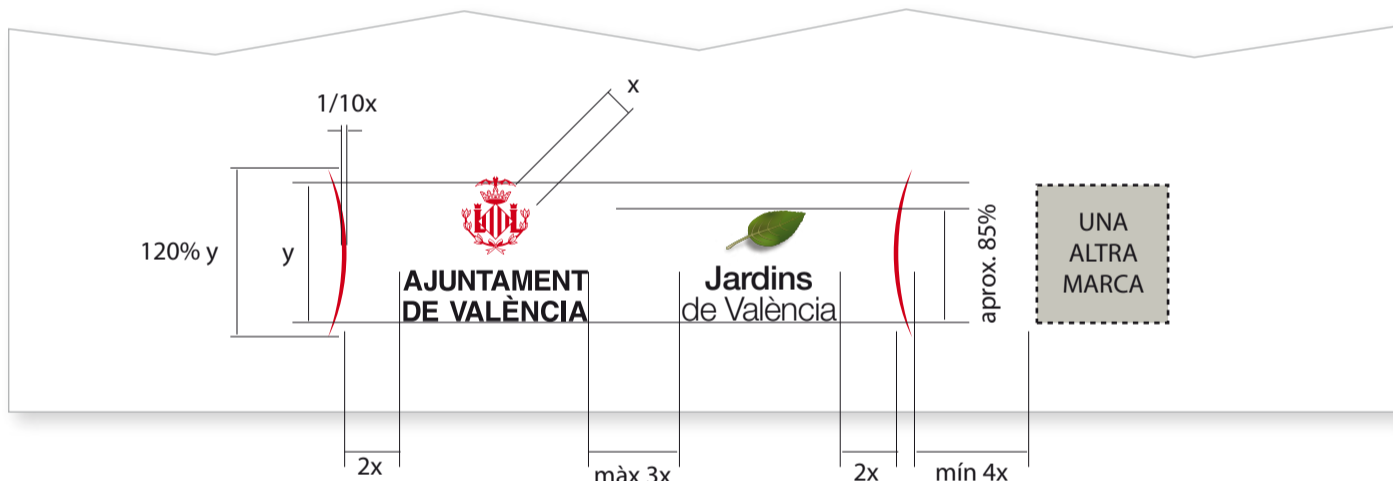 x
1/10x
120% y
y
AJUNTAMENT
DE VALÈNCIA
Jardins
de València
aprox. 85%
UNA
ALTRA
MARCA
2x
màx 3x
2x
mín 4x